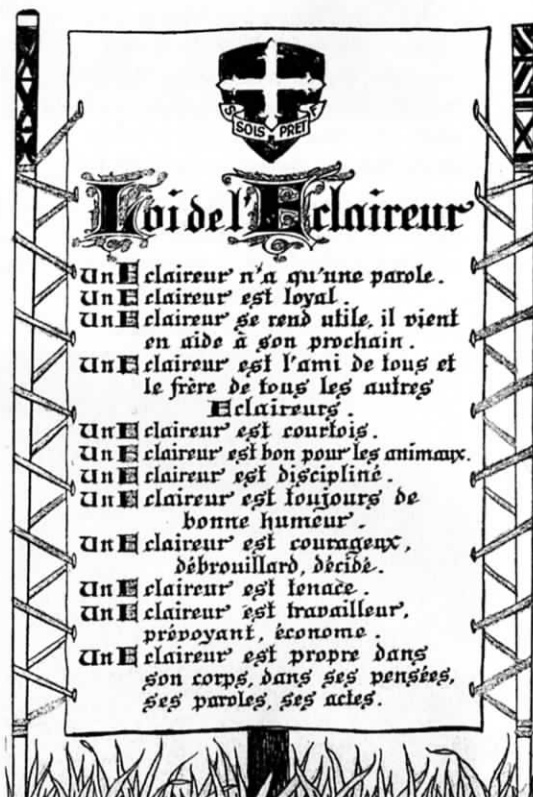 SOIS PRET
Loi de l'Eclaireur
Un Eclaireur n'a qu'une parole.
Un Eclaireur est loyal.
Un Eclaireur se rend utile, il vient
en aide à son prochain.
Un Eclaireur est l'ami de tous et
le frère de tous les autres
Eclaireurs.
Un Eclaireur est courtois.
Un Eclaireur est bon pour les animaux.
Un Eclaireur est discipliné.
Un Eclaireur est toujours de
bonne humeur.
Un Eclaireur est courageux,
débrouillard, décidé.
Un Eclaireur est tenace.
Un Eclaireur est travailleur,
prévoyant, économe.
Un Eclaireur est propre dans
son corps, dans ses pensées,
ses paroles, ses actes.